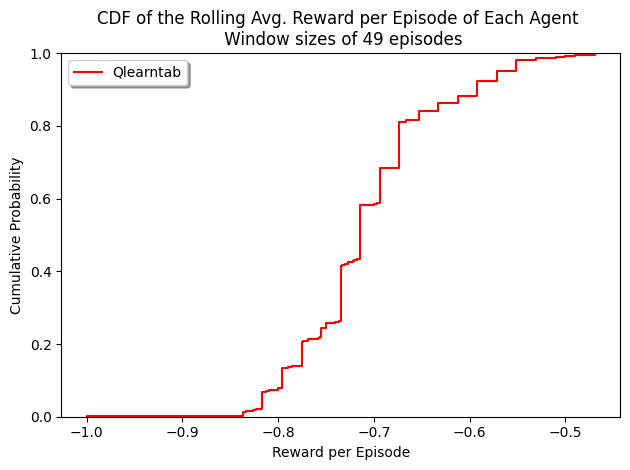 CDF of the Rolling Avg. Reward per Episode of Each Agent
Window sizes of 49 episodes
Qlearntab
Cumulative Probability
1.0
0.8
0.6
0.4
0.2
0.0
−1.0 −0.9 −0.8 −0.7 −0.6 −0.5
Reward per Episode